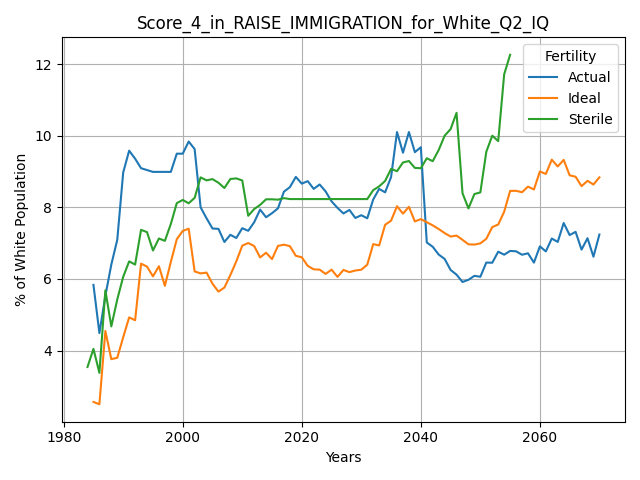 Score_4_in_RAISE_IMMIGRATION_for_White_Q2_IQ
% of White Population
12
10
8
6
4
1980 2000 2020 2040 2060
Years
Fertility
Actual
Ideal
Sterile